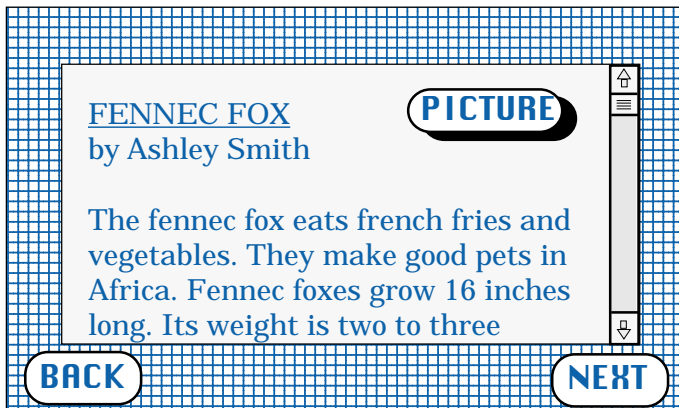 PICTURE
FENNEC FOX
by Ashley Smith
The fennec fox eats french fries and
vegetables. They make good pets in
Africa. Fennec foxes grow 16 inches
long. Its weight is two to three
BACK
NEXT